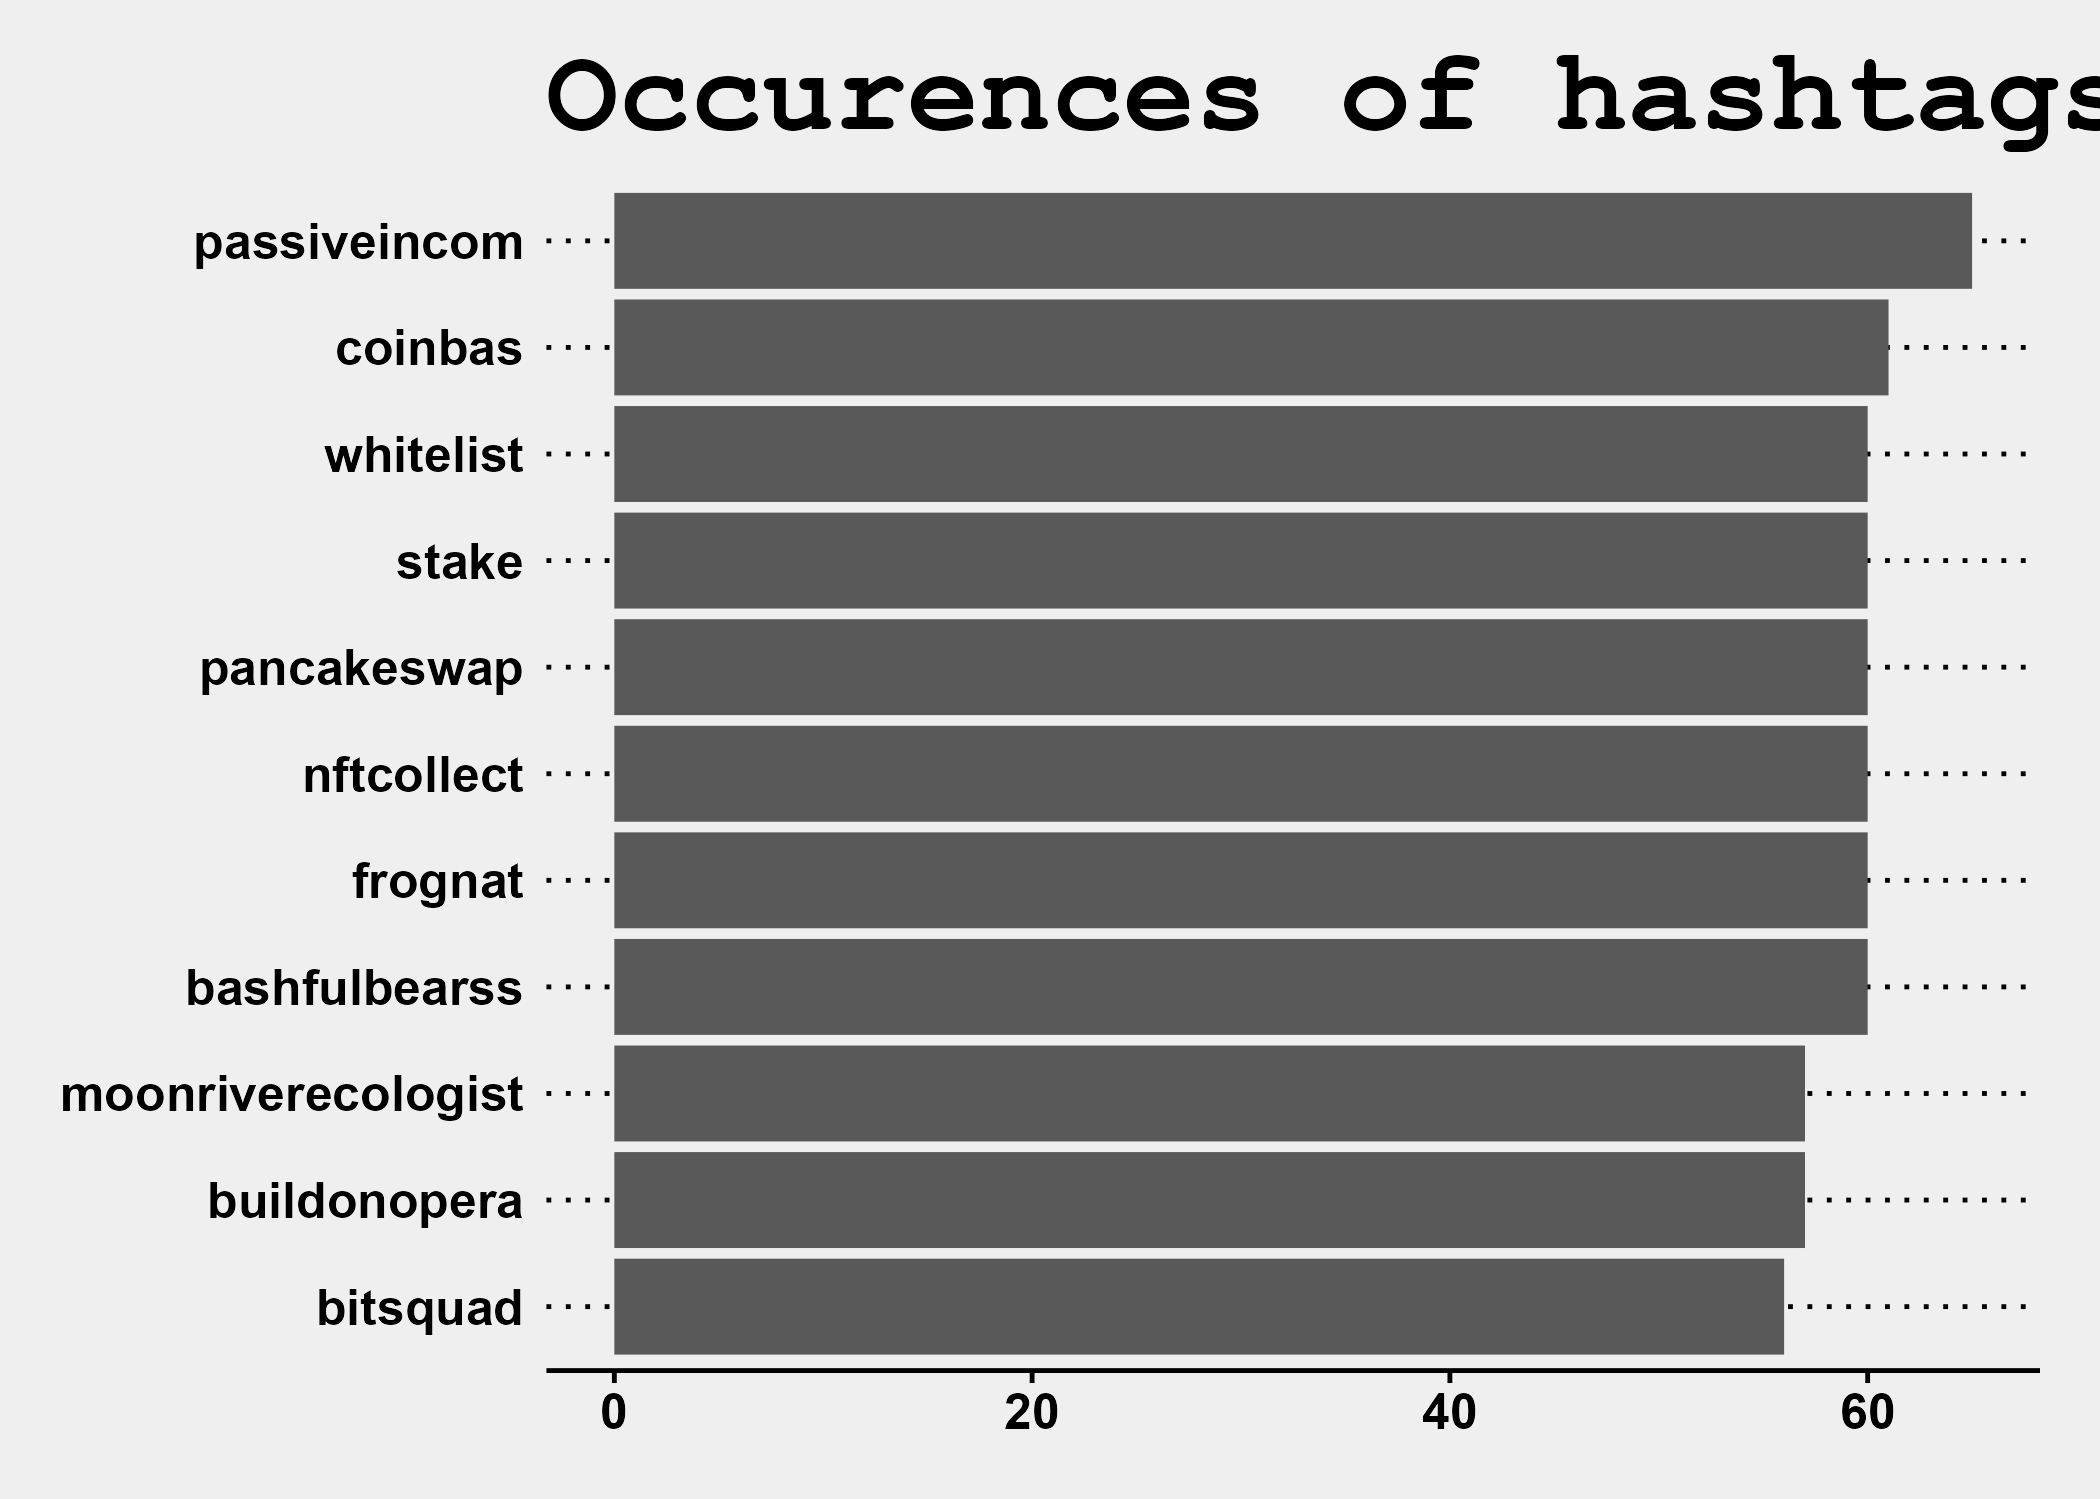 Occurences of hashtags
passiveincom
coinbas
whitelist
stake
pancakeswap
nftcollect
frognat
bashfulbearss
moonriverecologist
buildonopera
bitsquad
0 20 40 60